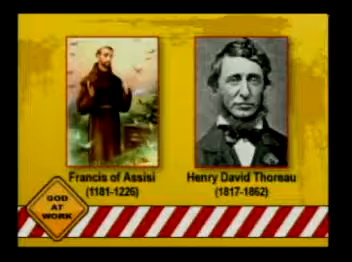 Francis of Assisi
(1181-1226)
Henry David Thoreau
(1817-1862)
GOD
AT
WORK